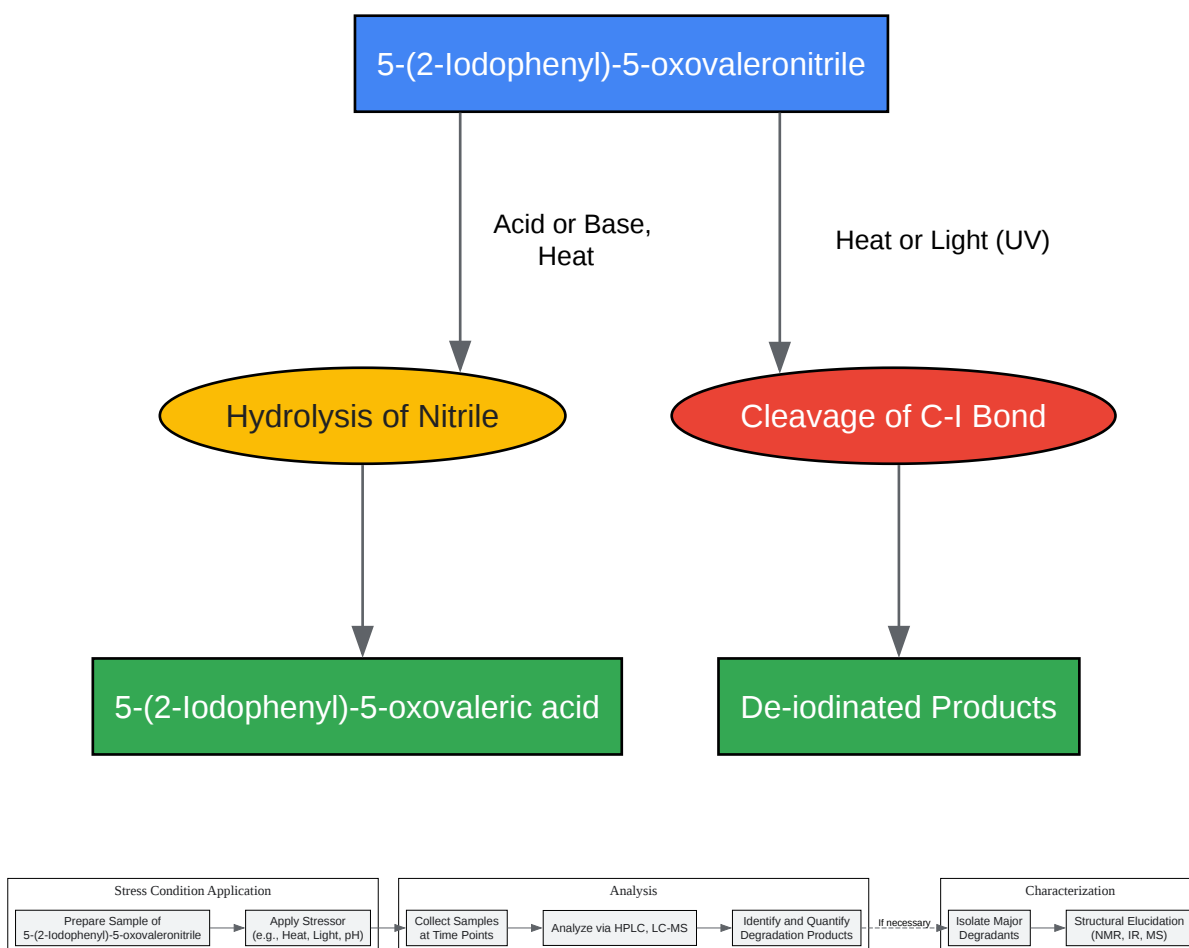 5-(2-Iodophenyl)-5-oxovaleronitrile
Acid or Base,
Heat
Heat or Light (UV)
Hydrolysis of Nitrile
Cleavage of C-I Bond
5-(2-Iodophenyl)-5-oxovaleric acid
De-iodinated Products
Stress Condition Application
Prepare Sample of
5-(2-Iodophenyl)-5-oxovaleronitrile
Apply Stressor
(e.g., Heat, Light, pH)
Analysis
Collect Samples
at Time Points
Analyze via HPLC, LC-MS
Identify and Quantify
Degradation Products
If necessary
Characterization
Isolate Major
Degradants
Structural Elucidation
(NMR, IR, MS)